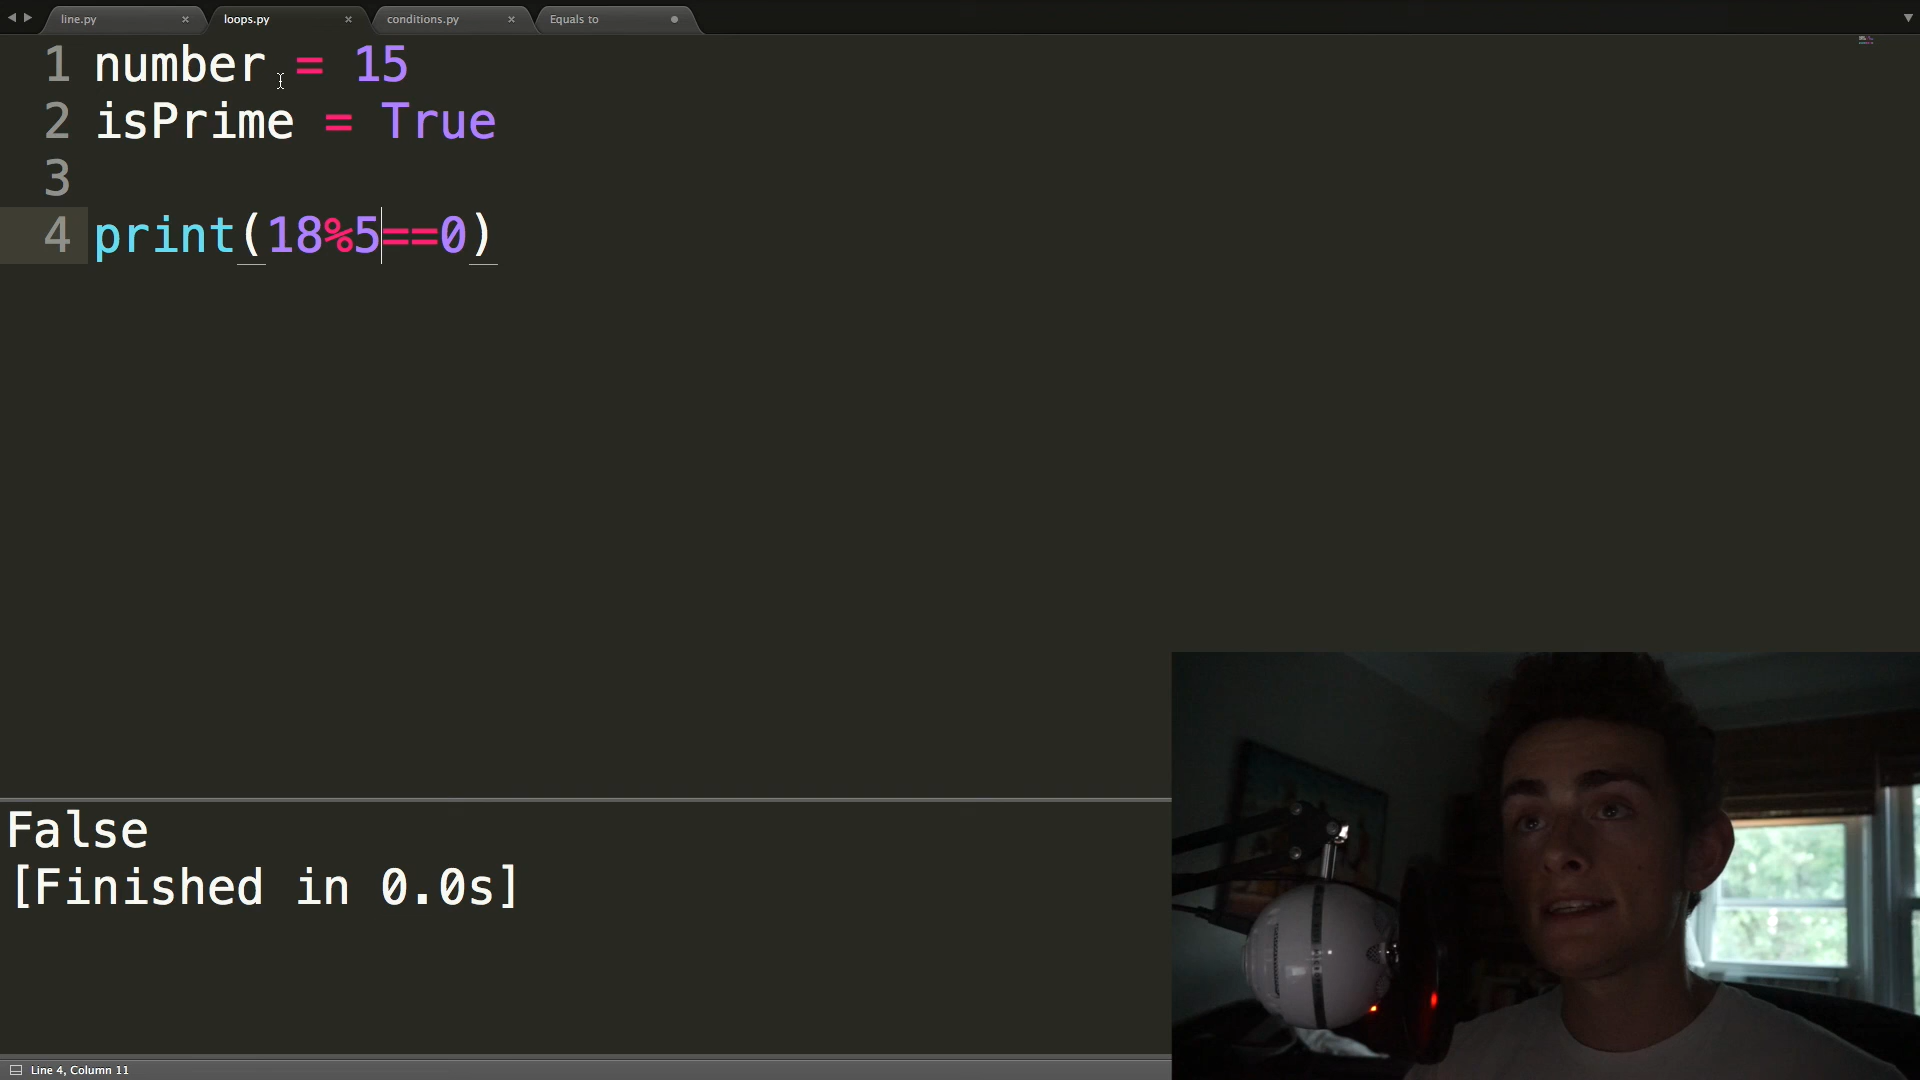 line.py
loops.py
conditions.py
Equals to
1 number = 15
2 isPrime = True
3
4 print(18%5==0)
False
[Finished in 0.0s]
Line 4, Column 11